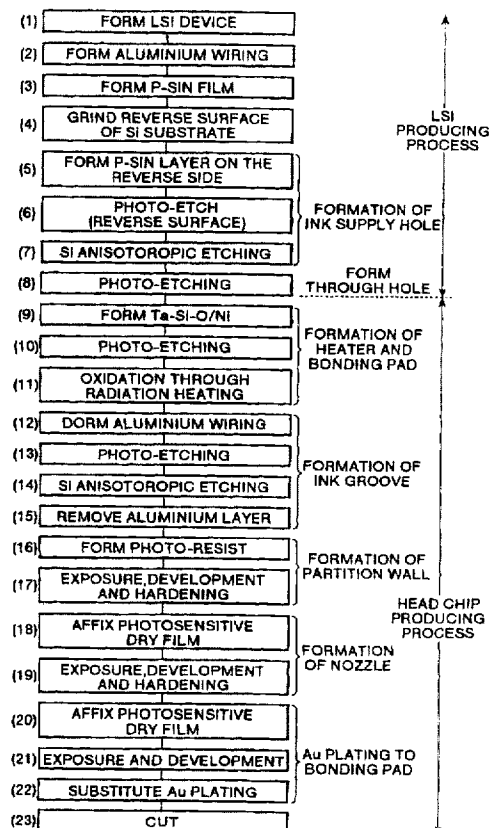 (1) FORM LSI DEVICE
(2) FORM ALUMINIUM WIRING
(3) FORM P-SIN FILM
(4) GRIND REVERSE SURFACE
OF Si SUBSTRATE
LSI
PRODUCING
PROCESS
(5) FORM P-SIN LAYER ON THE
REVERSE SIDE
(6) PHOTO-ETCH
(REVERSE SURFACE)
(7) SI ANISOTOROPIC ETCHING
FORMATION OF
INK SUPPLY HOLE
(8) PHOTO-ETCHING
FORM
THROUGH HOLE
(9) FORM Ta-Si-O/NI
(10) PHOTO-ETCHING
(11) OXIDATION THROUGH
RADIATION HEATING
FORMATION OF
HEATER AND
BONDING PAD
(12) DORM ALUMINIUM WIRING
(13) PHOTO-ETCHING
(14) SI ANISOTOROPIC ETCHING
(15) REMOVE ALUMINIUM LAYER
FORMATION OF
INK GROOVE
(16) FORM PHOTO-RESIST
(17) EXPOSURE,DEVELOPMENT
AND HARDENING
FORMATION OF
PARTITION WALL
HEAD CHIP
PRODUCING
PROCESS
(18) AFFIX PHOTOSENSITIVE
DRY FILM
(19) EXPOSURE,DEVELOPMENT
AND HARDENING
FORMATION
OF NOZZLE
(20) AFFIX PHOTOSENSITIVE
DRY FILM
(21) EXPOSURE AND DEVELOPMENT
(22) SUBSTITUTE Au PLATING
Au PLATING TO
BONDING PAD
(23) CUT